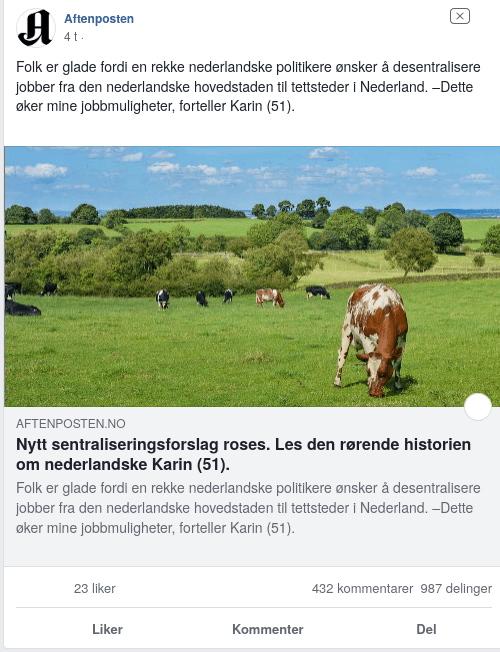 Aftenposten
4 t ·
Folk er glade fordi en rekke nederlandske politikere ønsker å desentralisere
jobber fra den nederlandske hovedstaden til tettsteder i Nederland. –Dette
øker mine jobbmuligheter, forteller Karin (51).
AFTENPOSTEN.NO
Nytt sentraliseringsforslag roses. Les den rørende historien
om nederlandske Karin (51).
Folk er glade fordi en rekke nederlandske politikere ønsker å desentralisere
jobber fra den nederlandske hovedstaden til tettsteder i Nederland. –Dette
øker mine jobbmuligheter, forteller Karin (51).
23 liker 432 kommentarer 987 delinger
Liker Kommenter Del